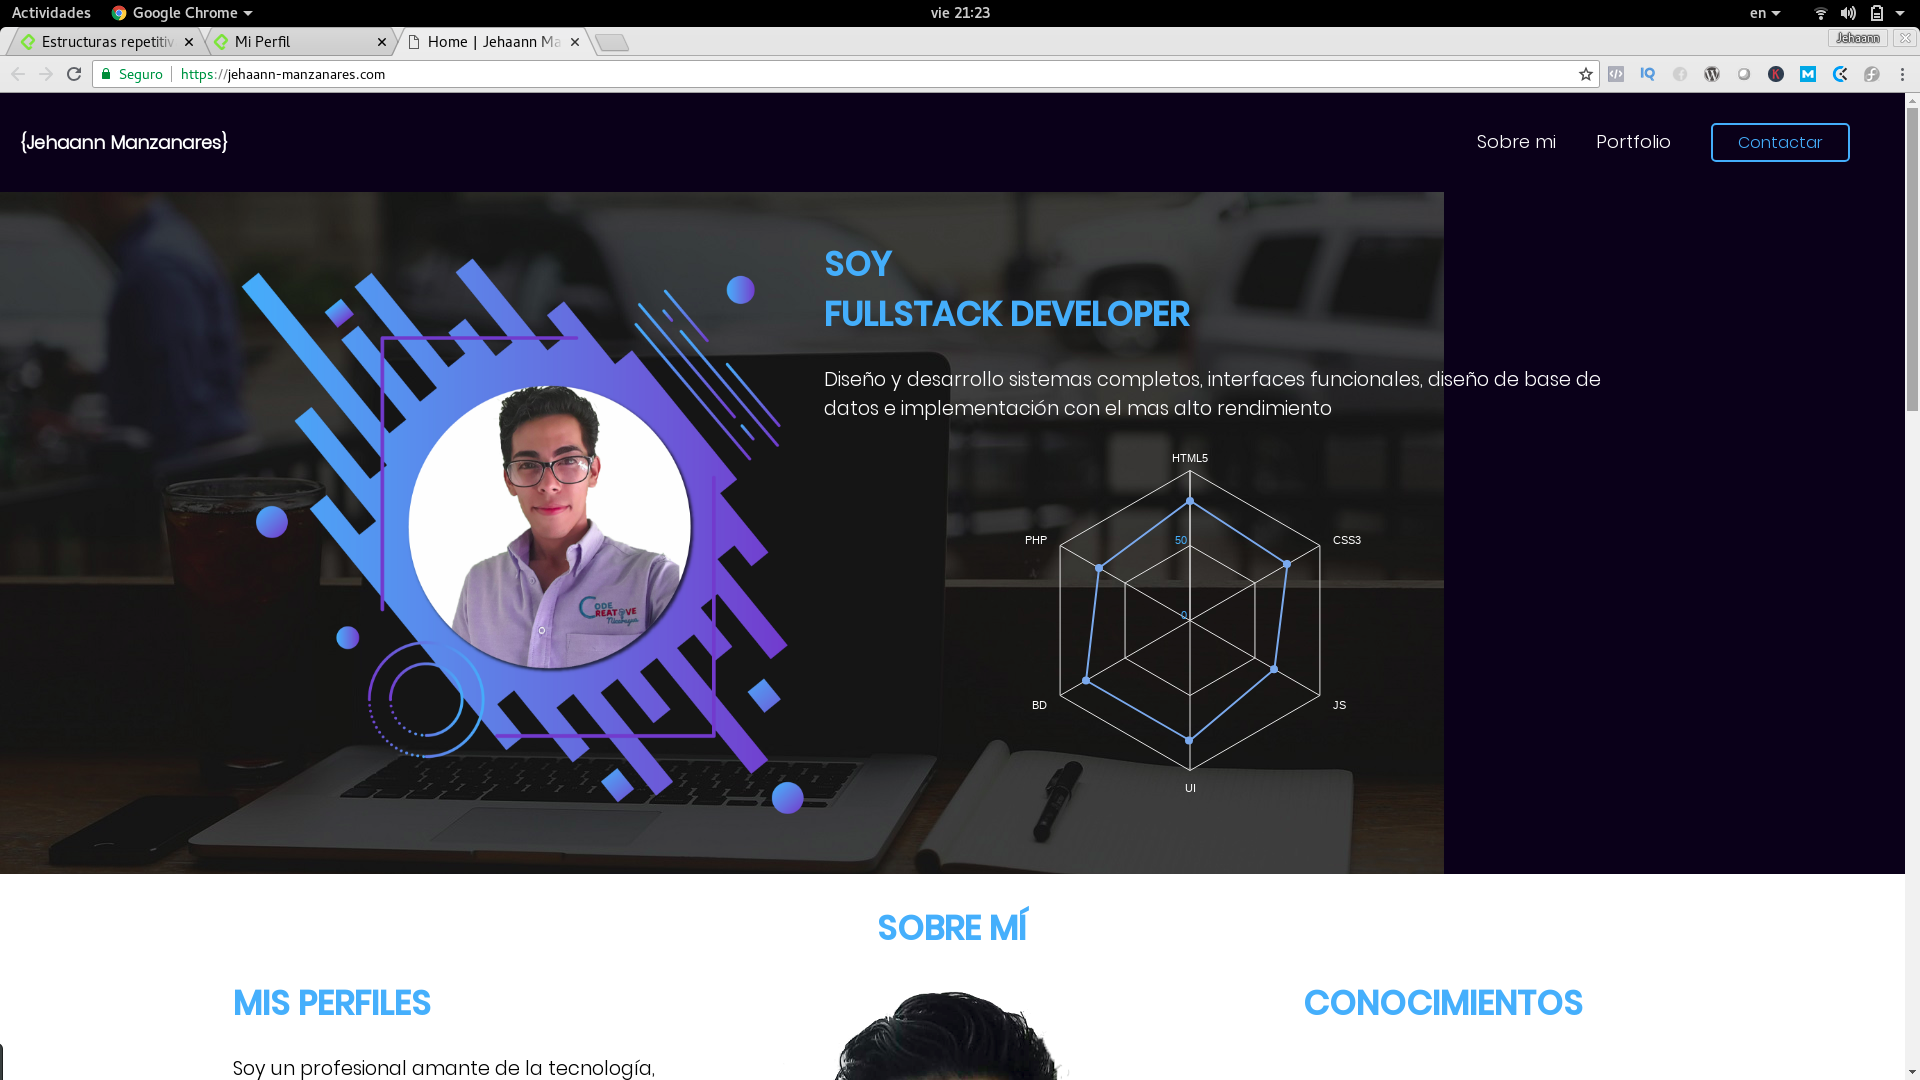 Actividades Google Chrome vie 21:23 en
Estructuras repetitiv Mi Perfil Home | Jehaann Ma Jehaann
Seguro https://jehaann-manzanares.com
{Jehaann Manzanares} Sobre mi Portfolio Contactar
SOY
FULLSTACK DEVELOPER
Diseño y desarrollo sistemas completos, interfaces funcionales, diseño de base de
datos e implementación con el mas alto rendimiento
HTML5
PHP 50 CSS3
0
BD JS
UI
CODE
CREATIVE
Nicaragua
SOBRE MÍ
MIS PERFILES CONOCIMIENTOS
Soy un profesional amante de la tecnología,